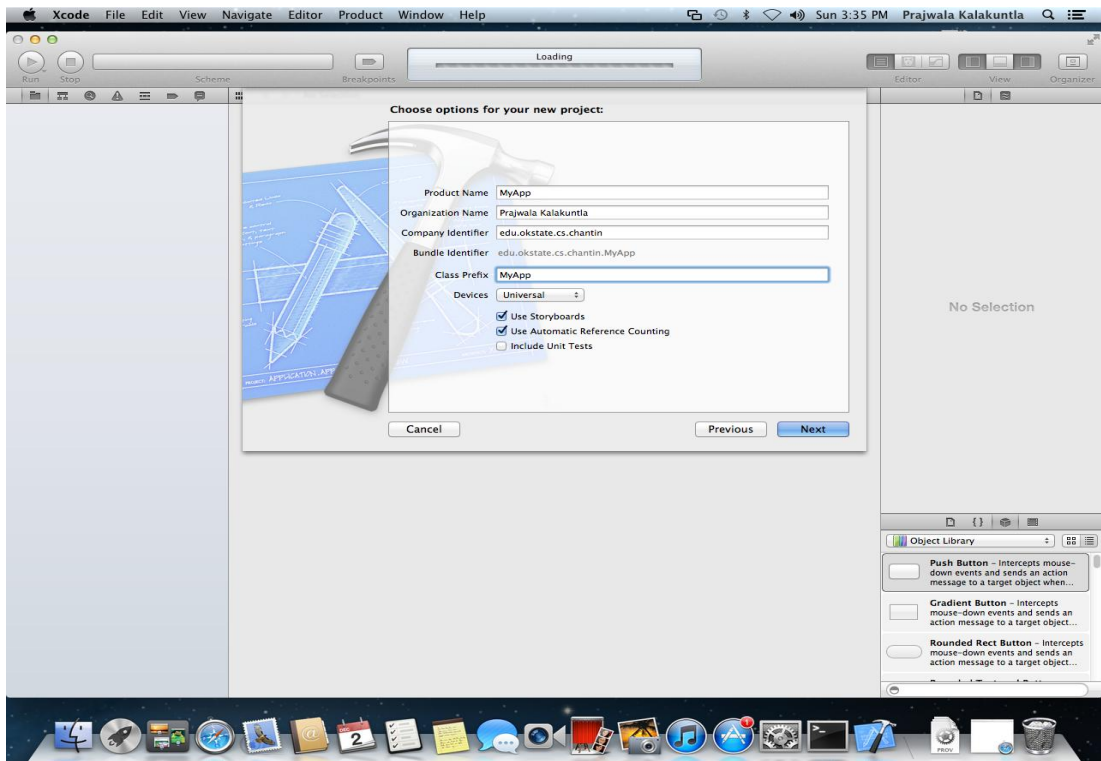 Xcode File Edit View Navigate Editor Product Window Help Sun 3:35 PM Prajwala Kalakuntla
Loading
Run Stop Scheme Breakpoints Editor View Organizer
Choose options for your new project:
Product Name MyApp
Organization Name Prajwala Kalakuntla
Company Identifier edu.okstate.cs.chantin
Bundle Identifier edu.okstate.cs.chantin.MyApp
Class Prefix MyApp
Devices Universal
Use Storyboards
Use Automatic Reference Counting
Include Unit Tests
Cancel Previous Next
No Selection
{}
Object Library
Push Button – Intercepts mouse-
down events and sends an action
message to a target object when...
Gradient Button – Intercepts
mouse-down events and sends an
action message to a target object...
Rounded Rect Button – Intercepts
mouse-down events and sends an
action message to a target object...
DEC
2
1
PROV